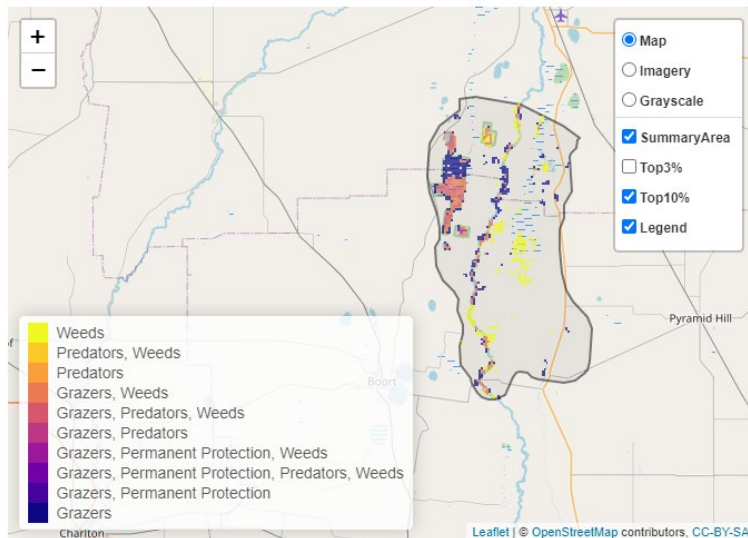 +
−
Map
Imagery
Grayscale
SummaryArea
Top3%
Top10%
Legend
Pyramid Hill
Boort
of
Weeds
Predators, Weeds
Predators
Grazers, Weeds
Grazers, Predators, Weeds
Grazers, Predators
Grazers, Permanent Protection, Weeds
Grazers, Permanent Protection, Predators, Weeds
Grazers, Permanent Protection
Grazers
Charlton
Leaflet | © OpenStreetMap contributors, CC-BY-SA